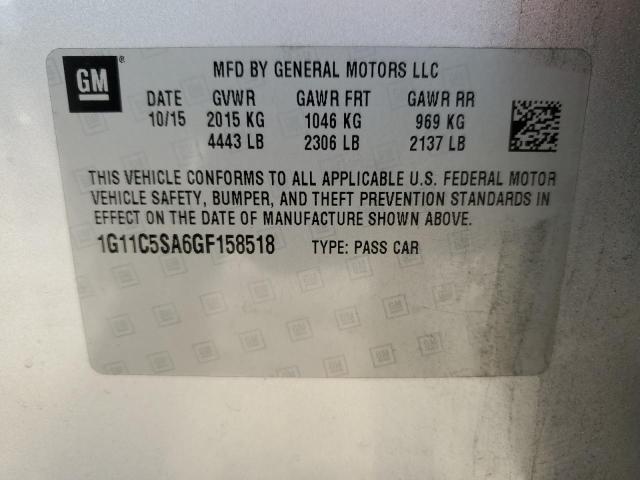 GM ® MFD BY GENERAL MOTORS LLC
DATE GVWR GAWR FRT GAWR RR
10/15 2015 KG 1046 KG 969 KG
4443 LB 2306 LB 2137 LB
THIS VEHICLE CONFORMS TO ALL APPLICABLE U.S. FEDERAL MOTOR
VEHICLE SAFETY, BUMPER, AND THEFT PREVENTION STANDARDS IN
EFFECT ON THE DATE OF MANUFACTURE SHOWN ABOVE.
1G11C5SA6GF158518 TYPE: PASS CAR